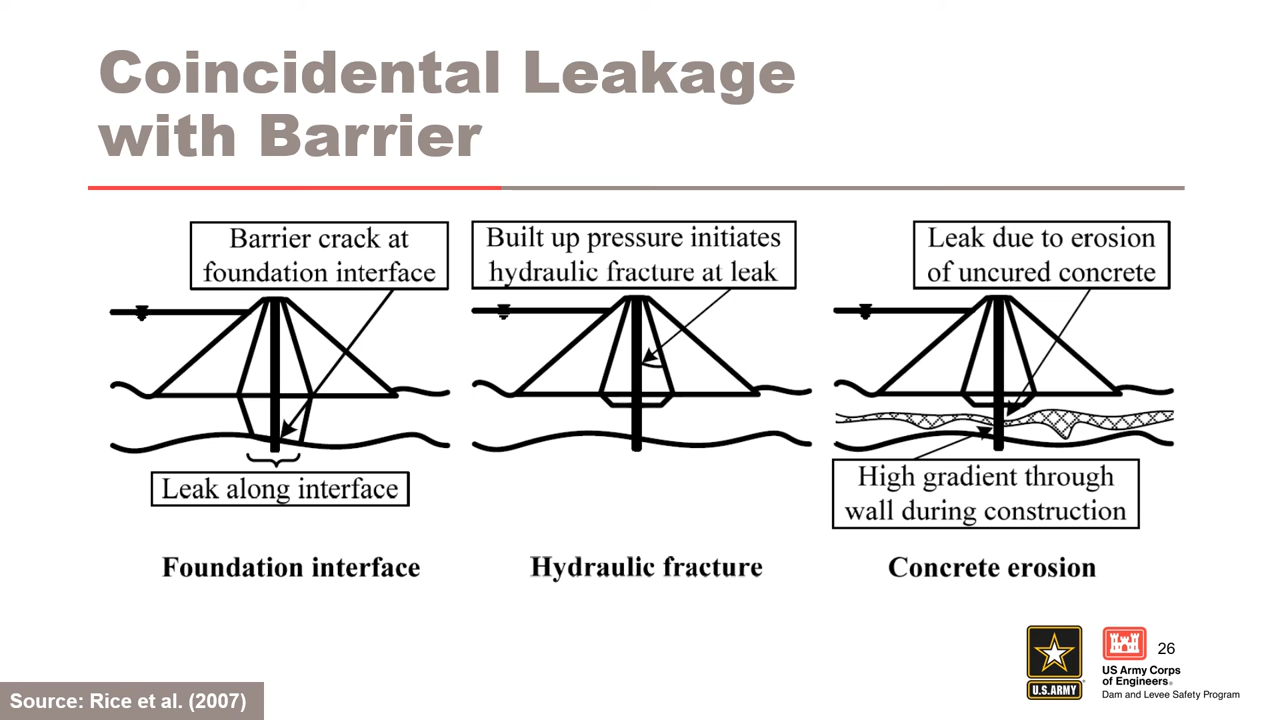 Coincidental Leakage
with Barrier
Barrier crack at
foundation interface
Leak along interface
Foundation interface
Built up pressure initiates
hydraulic fracture at leak
Hydraulic fracture
Leak due to erosion
of uncured concrete
High gradient through
wall during construction
Concrete erosion
U.S.ARMY
US Army Corps
of Engineers®
Dam and Levee Safety Program
26
Source: Rice et al. (2007)